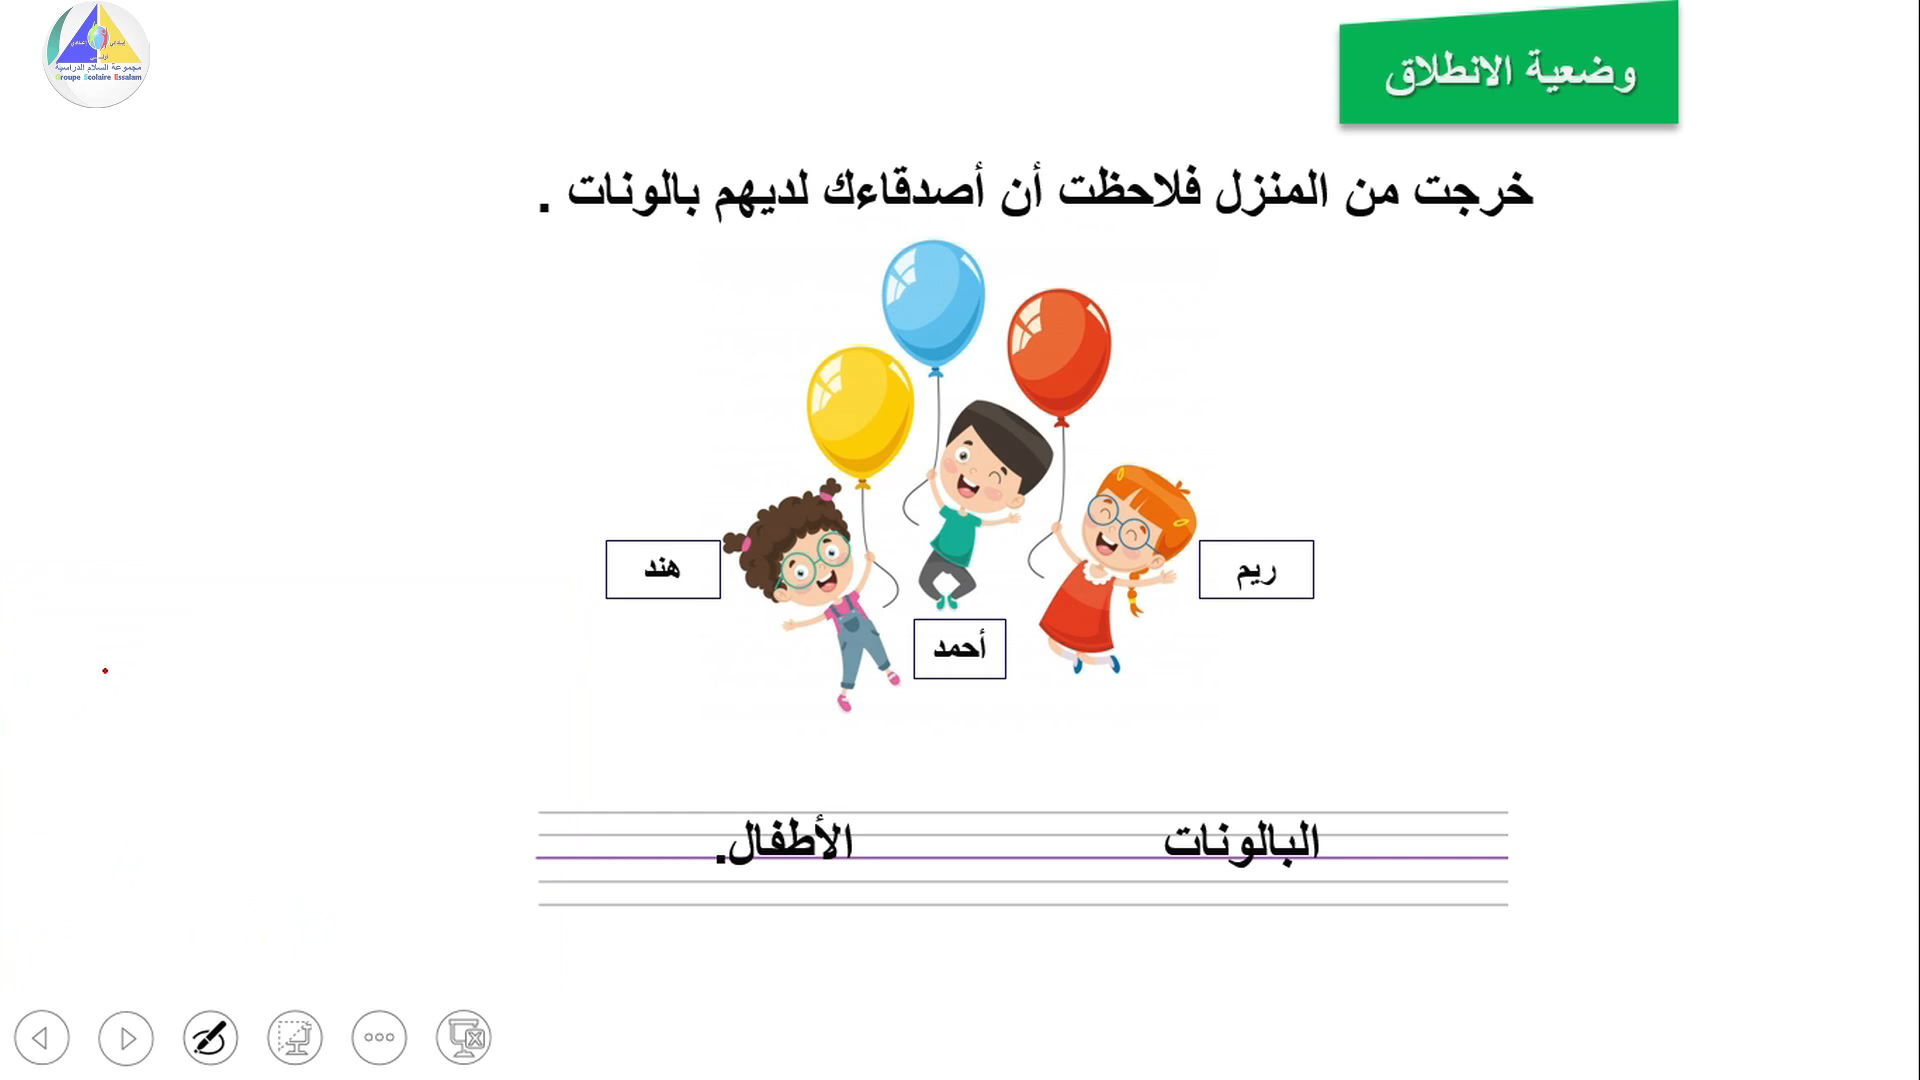 وضعية الانطلاق
خرجت من المنزل فلاحظت أن أصدقاءك لديهم بالونات .
ريم
هند
أحمد
البالونات الأطفال.
مجموعة السلام الدراسية
Groupe Scolaire Essalam